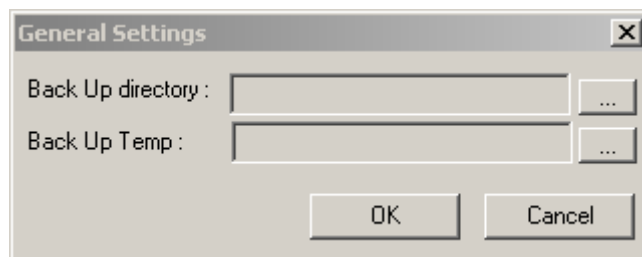 General Settings
Back Up directory : ...
Back Up Temp : ...
OK Cancel